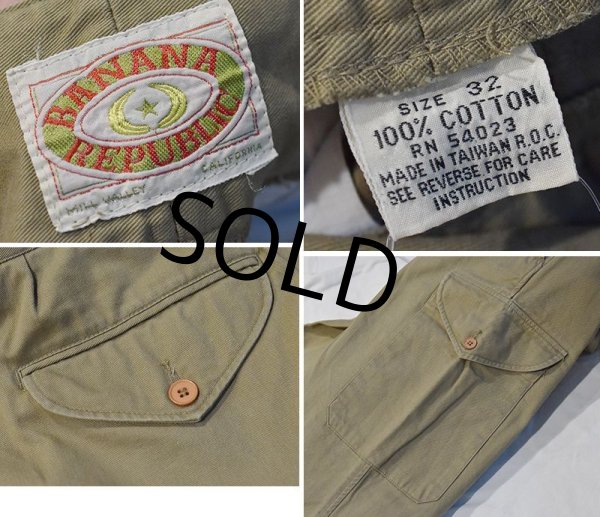 BANANA
REPUBLIC
MILL VALLEY CALIFORNIA
SIZE 32
100% COTTON
RN 54023
MADE IN TAIWAN R.O.C.
SEE REVERSE FOR CARE
INSTRUCTION
SOLD